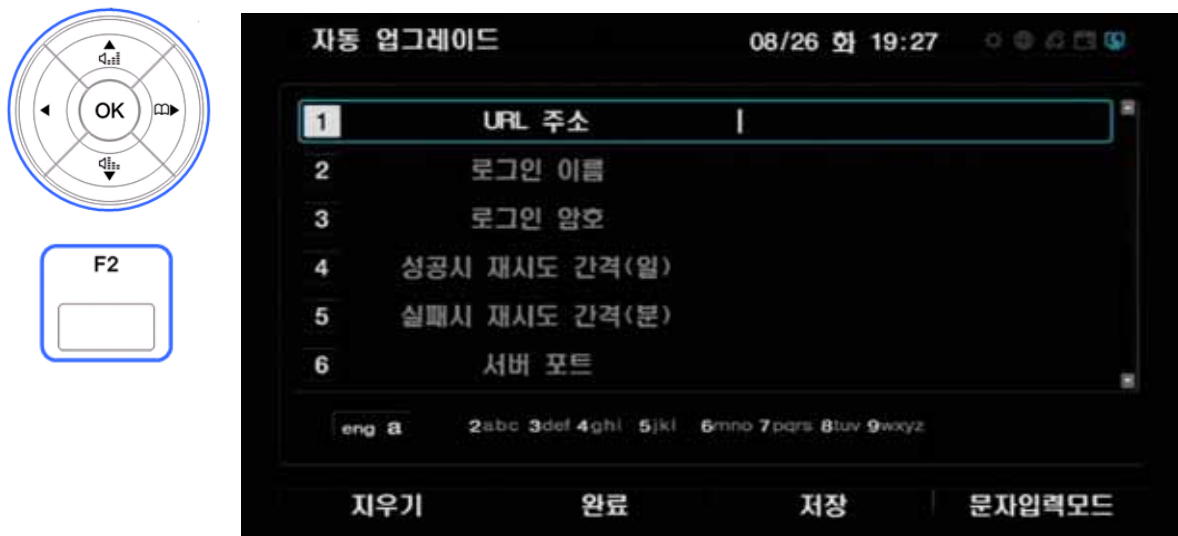 OK
F2
자동 업그레이드 08/26 화 19:27
1 URL 주소
2 로그인 이름
3 로그인 암호
4 성공시 재시도 간격(일)
5 실패시 재시도 간격(분)
6 서버 포트
eng a 2abc 3def 4ghi 5jkl 6mno 7pqrs 8tuv 9wxyz
지우기 완료 저장 문자입력모드